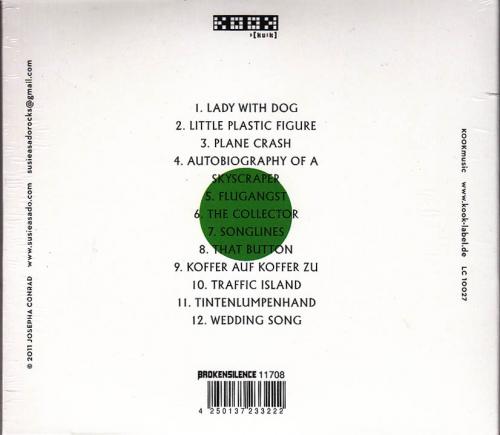 KOOK
>[kuːk]
1. LADY WITH DOG
2. LITTLE PLASTIC FIGURE
3. PLANE CRASH
4. AUTOBIOGRAPHY OF A
SKYSCRAPER
5. FLUGANGST
6. THE COLLECTOR
7. SONGLINES
8. THAT BUTTON
9. KOFFER AUF KOFFER ZU
10. TRAFFIC ISLAND
11. TINTENLUMPENHAND
12. WEDDING SONG
© 2011 JOSEPHA CONRAD www.susieasado.com susieasadorocks@gmail.com
KOOKmusic www.kook-label.de LC 10027
BROKENSILENCE 11708
4 250137 233222